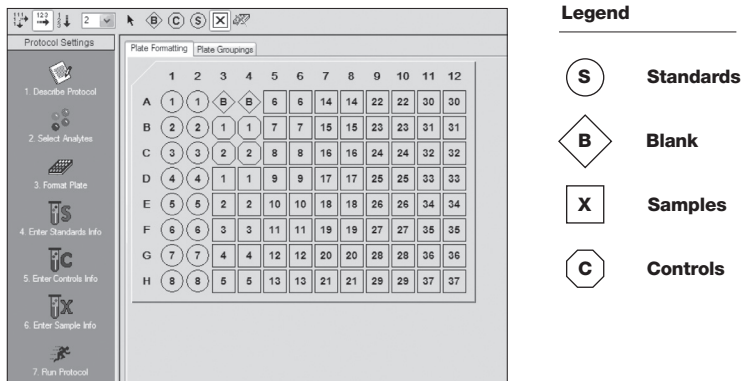 2
B C S X
Legend
Protocol Settings
Plate Formatting Plate Groupings
1. Describe Protocol
2. Select Analytes
3. Format Plate
4. Enter Standards Info
5. Enter Controls Info
6. Enter Sample Info
7. Run Protocol
1 2 3 4 5 6 7 8 9 10 11 12
A 1 1 B B 6 6 14 14 22 22 30 30
B 2 2 1 1 7 7 15 15 23 23 31 31
C 3 3 2 2 8 8 16 16 24 24 32 32
D 4 4 1 1 9 9 17 17 25 25 33 33
E 5 5 2 2 10 10 18 18 26 26 34 34
F 6 6 3 3 11 11 19 19 27 27 35 35
G 7 7 4 4 12 12 20 20 28 28 36 36
H 8 8 5 5 13 13 21 21 29 29 37 37
S Standards
B Blank
X Samples
C Controls